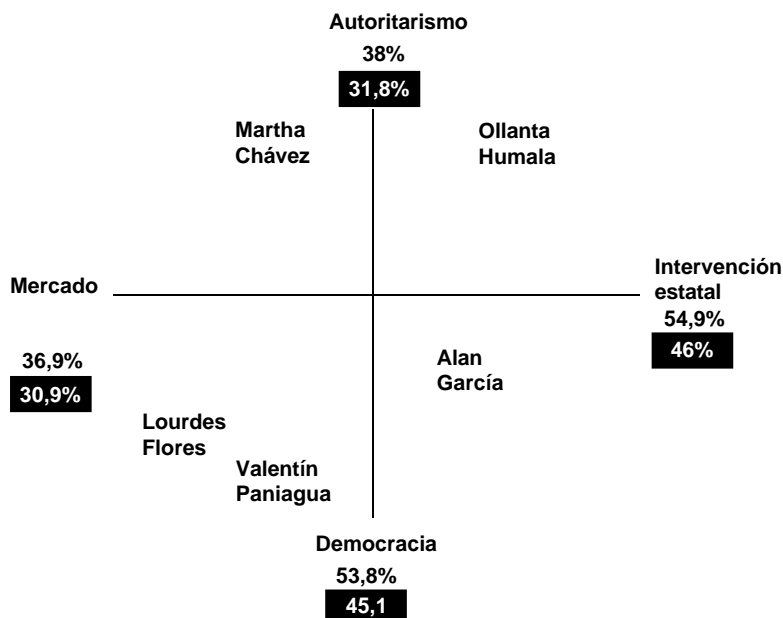 Autoritarismo
38%
31,8%
Martha
Chávez
Ollanta
Humala
Mercado
Intervención
estatal
54,9%
46%
36,9%
30,9%
Alan
García
Lourdes
Flores
Valentín
Paniagua
Democracia
53,8%
45,1